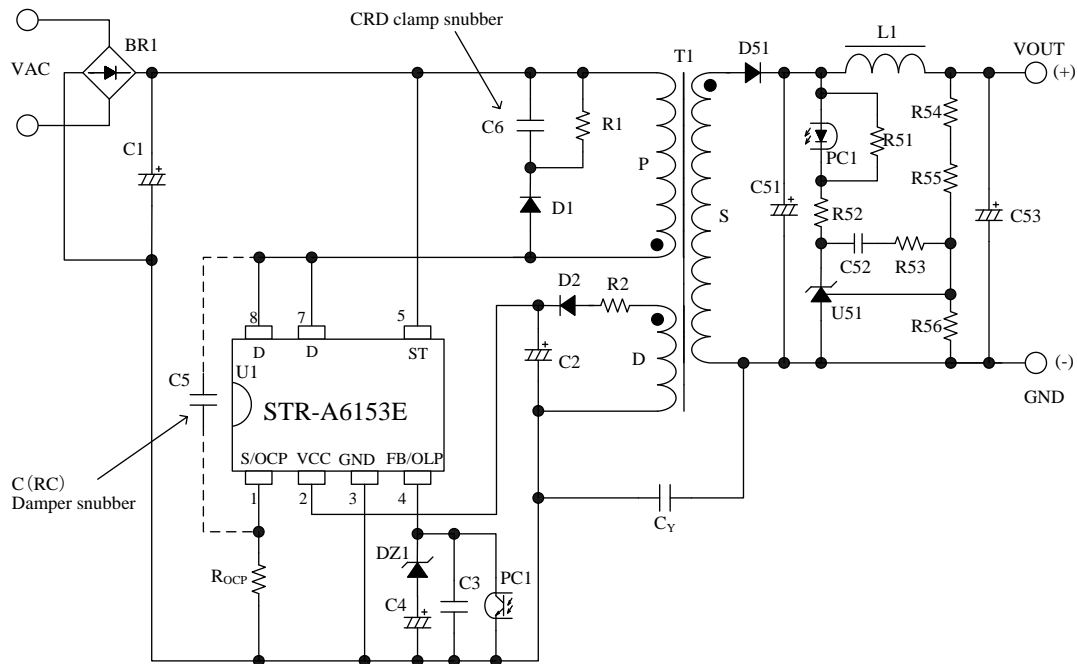 CRD clamp snubber
BR1
VAC
C1
C6
R1
P
D1
T1
D51
L1
VOUT
(+)
R54
R51
PC1
R55
C51
S
R52
C53
C52
R53
U51
R56
(-)
GND
D2
R2
C2
D
8
7
5
D
D
ST
U1
C5
STR-A6153E
S/OCP
VCC
GND
FB/OLP
1
2
3
4
C(RC)
Damper snubber
CY
DZ1
ROCP
C4
C3
PC1